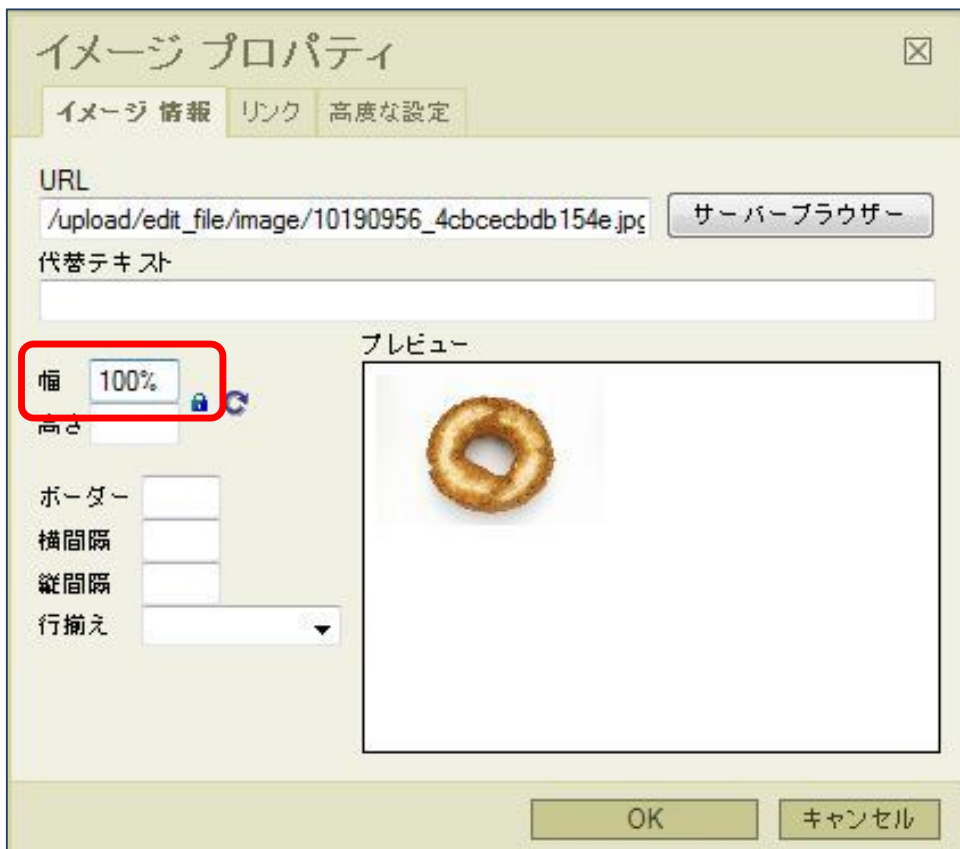 イメージ プロパティ
イメージ 情報 リンク 高度な設定
URL
/upload/edit_file/image/10190956_4cbcecbdb154e.jpg サーバーブラウザー
代替テキスト
プレビュー
幅 100%
高さ
ボーダー
横間隔
縦間隔
行揃え
OK キャンセル